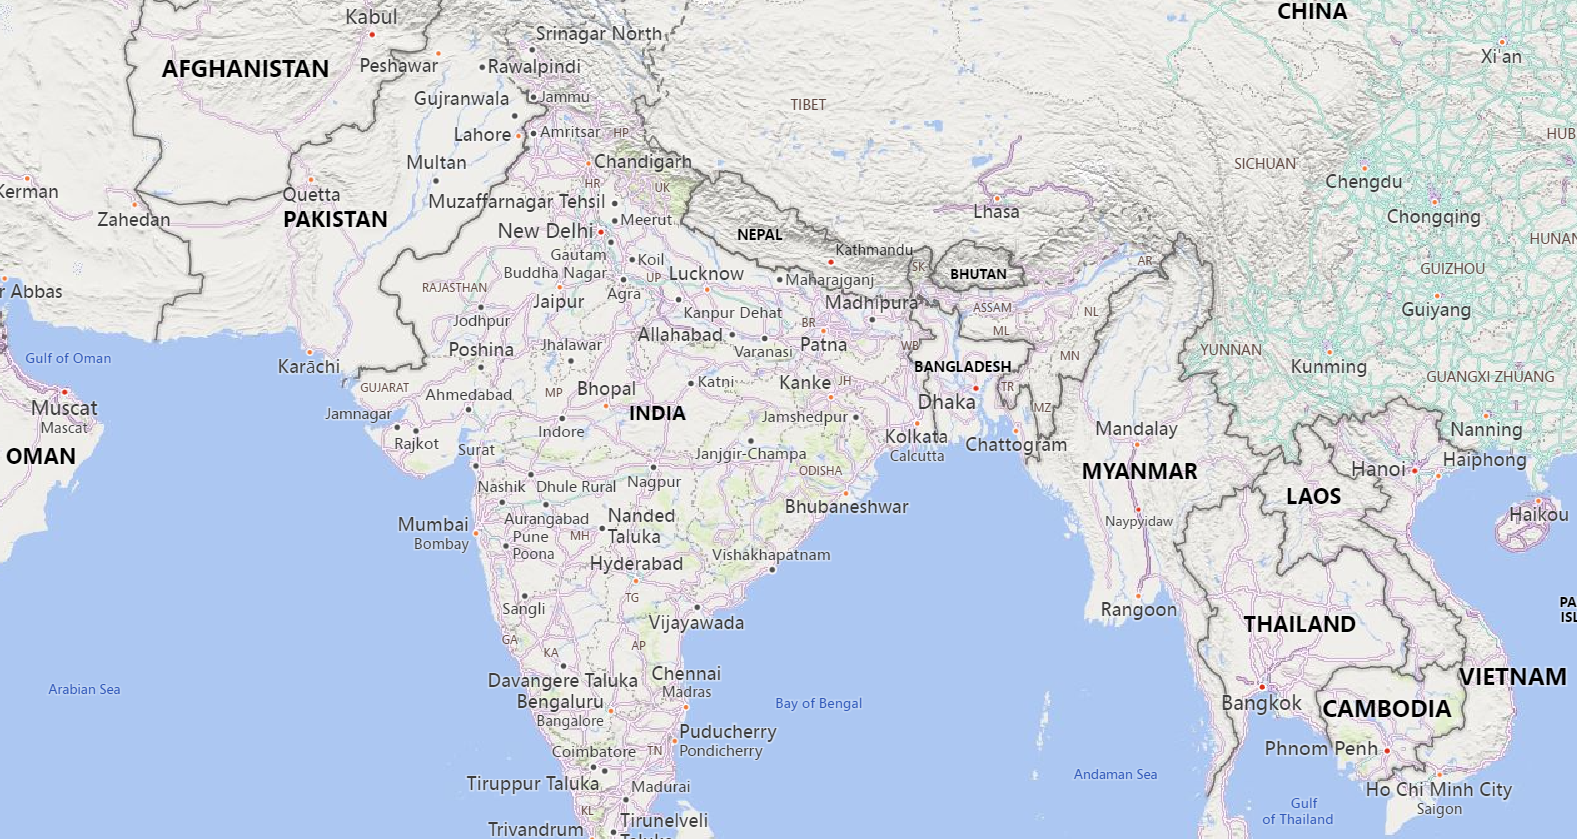 CHINA
Kabul
Srinagar North
Xi'an
AFGHANISTAN
Peshawar
Rawalpindi
Gujranwala
Jammu
TIBET
Lahore
Amritsar
HP
HUB
Multan
Chandigarh
SICHUAN
Chengdu
Kerman
Quetta
HR
UK
Muzaffarnagar Tehsil
Lhasa
Chongqing
Zahedan
PAKISTAN
Meerut
New Delhi
NEPAL
HUNAN
Kathmandu
Gautam
Buddha Nagar
Koil
SK
BHUTAN
AR
GUIZHOU
r Abbas
RAJASTHAN
UP
Lucknow
Maharajganj
Jaipur
Agra
Madhipura
ASSAM
NL
Guiyang
Jodhpur
Kanpur Dehat
BR
ML
Allahabad
Patna
WB
Poshina
Jhalawar
Varanasi
YUNNAN
MN
Gulf of Oman
Karāchi
BANGLADESH
Kunming
GUANGXI ZHUANG
GUJARAT
Ahmedabad
MP
Bhopal
Katni
Kanke
JH
TR
Muscat
Mascat
Jamnagar
INDIA
Jamshedpur
Dhaka
MZ
Rajkot
Indore
Kolkata
Calcutta
Chattogram
Mandalay
Nanning
OMAN
Surat
Janjgir-Champa
ODISHA
MYANMAR
Hanoi
Haiphong
Nashik
Dhule Rural
Nagpur
LAOS
Bhubaneshwar
Haikou
Mumbai
Bombay
Aurangabad
Nanded
Taluka
Naypyidaw
Pune
Poona
MH
Hyderabad
Vishakhapatnam
Sangli
TG
Rangoon
PA
ISL
Vijayawada
THAILAND
GA
KA
AP
Arabian Sea
Davangere Taluka
Chennai
Madras
VIETNAM
Bengaluru
Bangalore
Bay of Bengal
Bangkok
CAMBODIA
Puducherry
Pondicherry
Coimbatore
TN
Phnom Penh
Tiruppur Taluka
Madurai
Andaman Sea
Ho Chi Minh City
Saigon
KL
Gulf
of Thailand
Trivandrum
Tirunelveli
Taluka